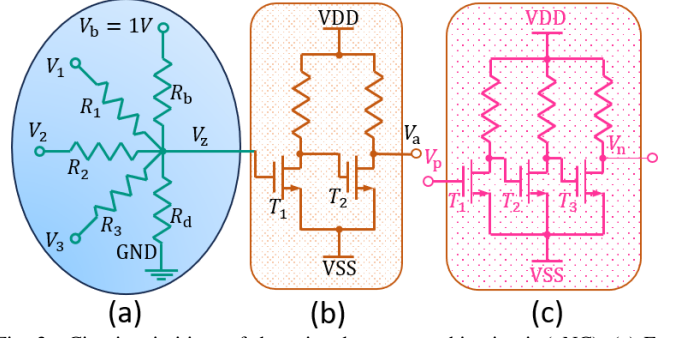 V_b = 1V
V_1
R_1
R_b
V_2
R_2
V_z
V_3
R_3
R_d
GND
(a)
VDD
V_a
T_1
T_2
VSS
(b)
VDD
V_p
V_n
T_1
T_2
T_3
VSS
(c)